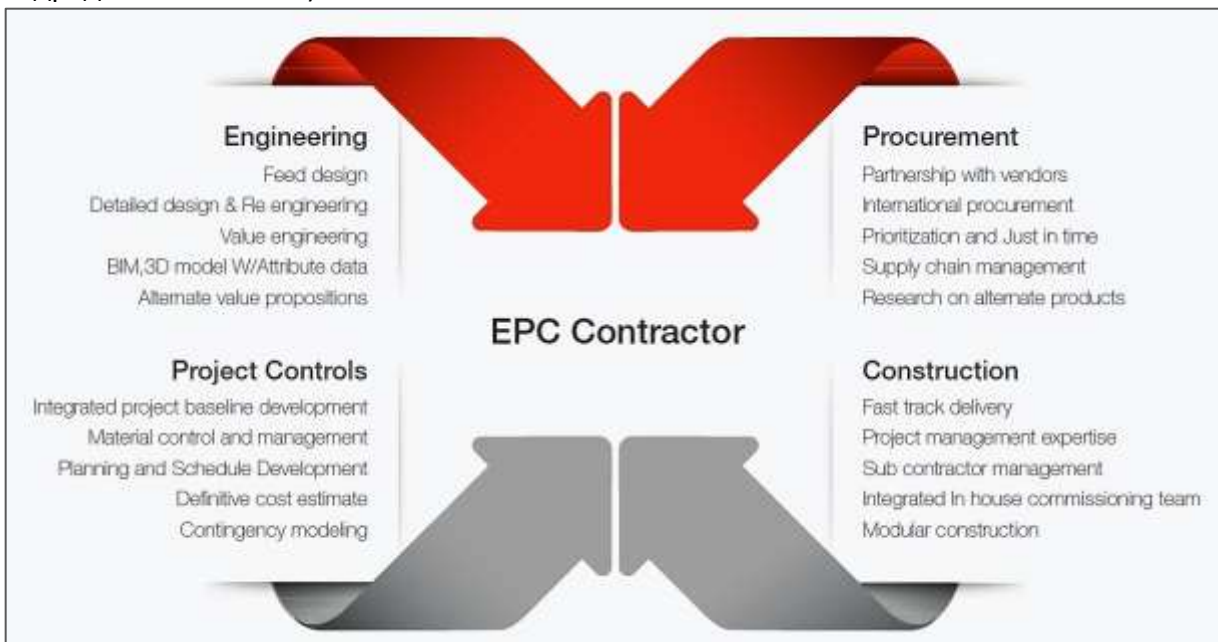 Engineering
Feed design
Detailed design & Re engineering
Value engineering
BIM,3D model W/Attribute data
Alternate value propositions
Procurement
Partnership with vendors
International procurement
Prioritization and Just in time
Supply chain management
Research on alternate products
EPC Contractor
Project Controls
Integrated project baseline development
Material control and management
Planning and Schedule Development
Definitive cost estimate
Contingency modeling
Construction
Fast track delivery
Project management expertise
Sub contractor management
Integrated In house commissioning team
Modular construction